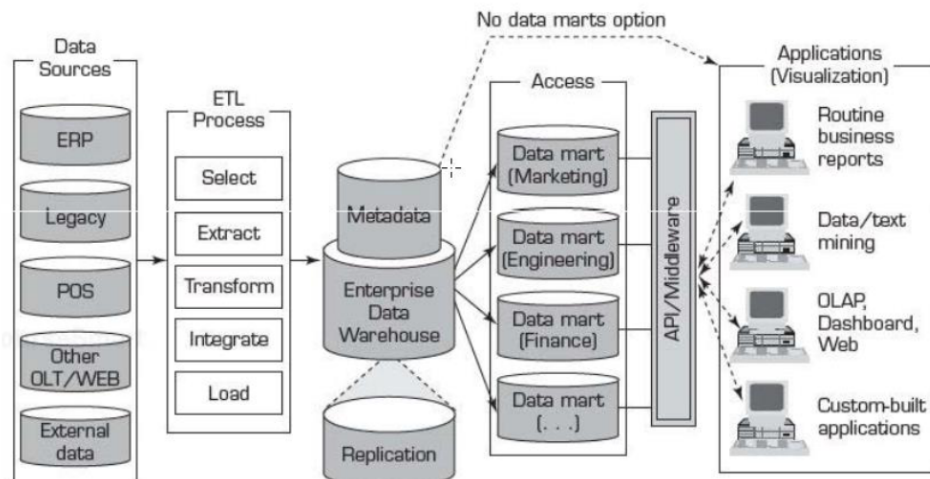 No data marts option
Data
Sources
ERP
Legacy
POS
Other
OLT/WEB
External
data
ETL
Process
Select
Extract
Transform
Integrate
Load
Metadata
Enterprise
Data
Warehouse
Replication
Access
Data mart
(Marketing)
Data mart
(Engineering)
Data mart
(Finance)
Data mart
(. . .)
API/Middleware
Applications
(Visualization)
Routine
business
reports
Data/text
mining
OLAP,
Dashboard,
Web
Custom-built
applications